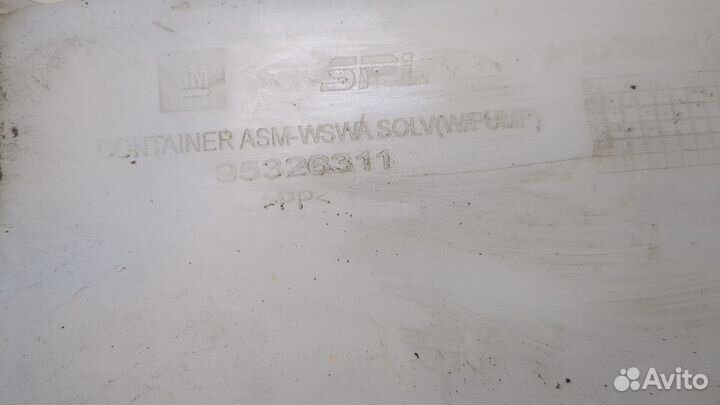 GM SPL
CONTAINER ASM-WSWA SOLV(W/PUMP)
95326311
>PP<
Avito